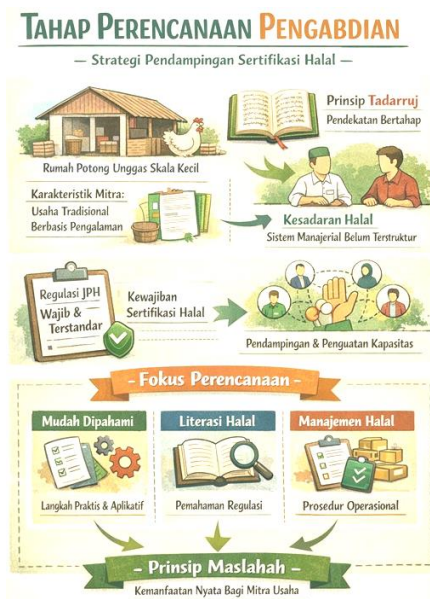 TAHAP PERENCANAAN PENGABDIAN
— Strategi Pendampingan Sertifikasi Halal —
Rumah Potong Unggas Skala Kecil
Prinsip Tadarruj
Pendekatan Bertahap
Karakteristik Mitra:
Usaha Tradisional
Berbasis Pengalaman
Kesadaran Halal
Sistem Manajerial Belum Terstruktur
Regulasi JPH
Wajib &
Terstandar
Kewajiban
Sertifikasi Halal
Pendampingan & Penguatan Kapasitas
- Fokus Perencanaan -
Mudah Dipahami
Langkah Praktis & Aplikatif
Literasi Halal
Pemahaman Regulasi
Manajemen Halal
Prosedur Operasional
- Prinsip Maslahah -
Kemanfaatan Nyata Bagi Mitra Usaha